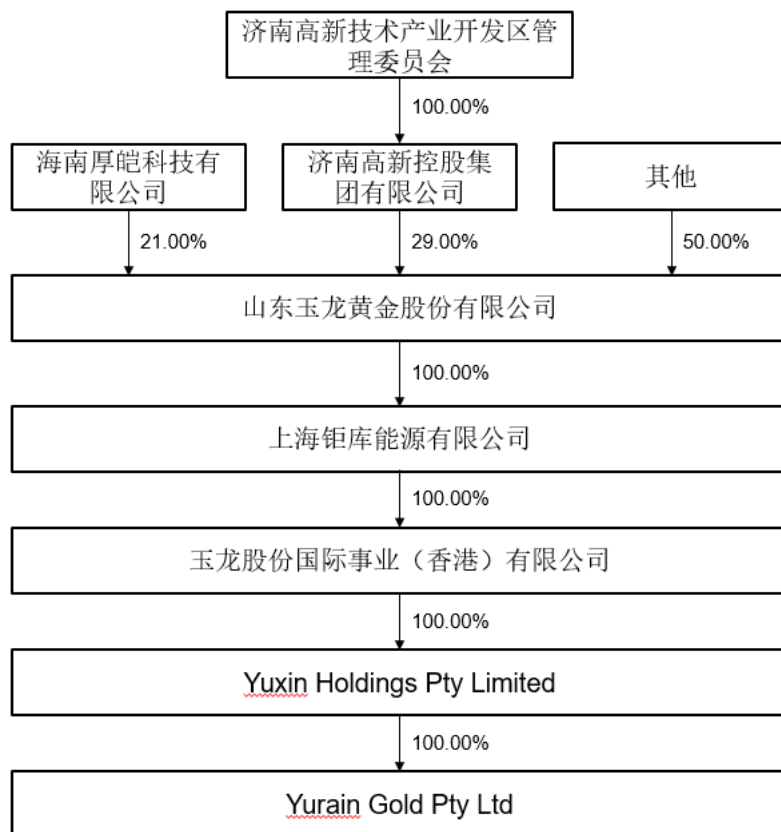 济南高新技术产业开发区管
理委员会
100.00%
海南厚皑科技有
限公司
济南高新控股集
团有限公司
其他
21.00%
29.00%
50.00%
山东玉龙黄金股份有限公司
100.00%
上海钜库能源有限公司
100.00%
玉龙股份国际事业（香港）有限公司
100.00%
Yuxin Holdings Pty Limited
100.00%
Yurain Gold Pty Ltd